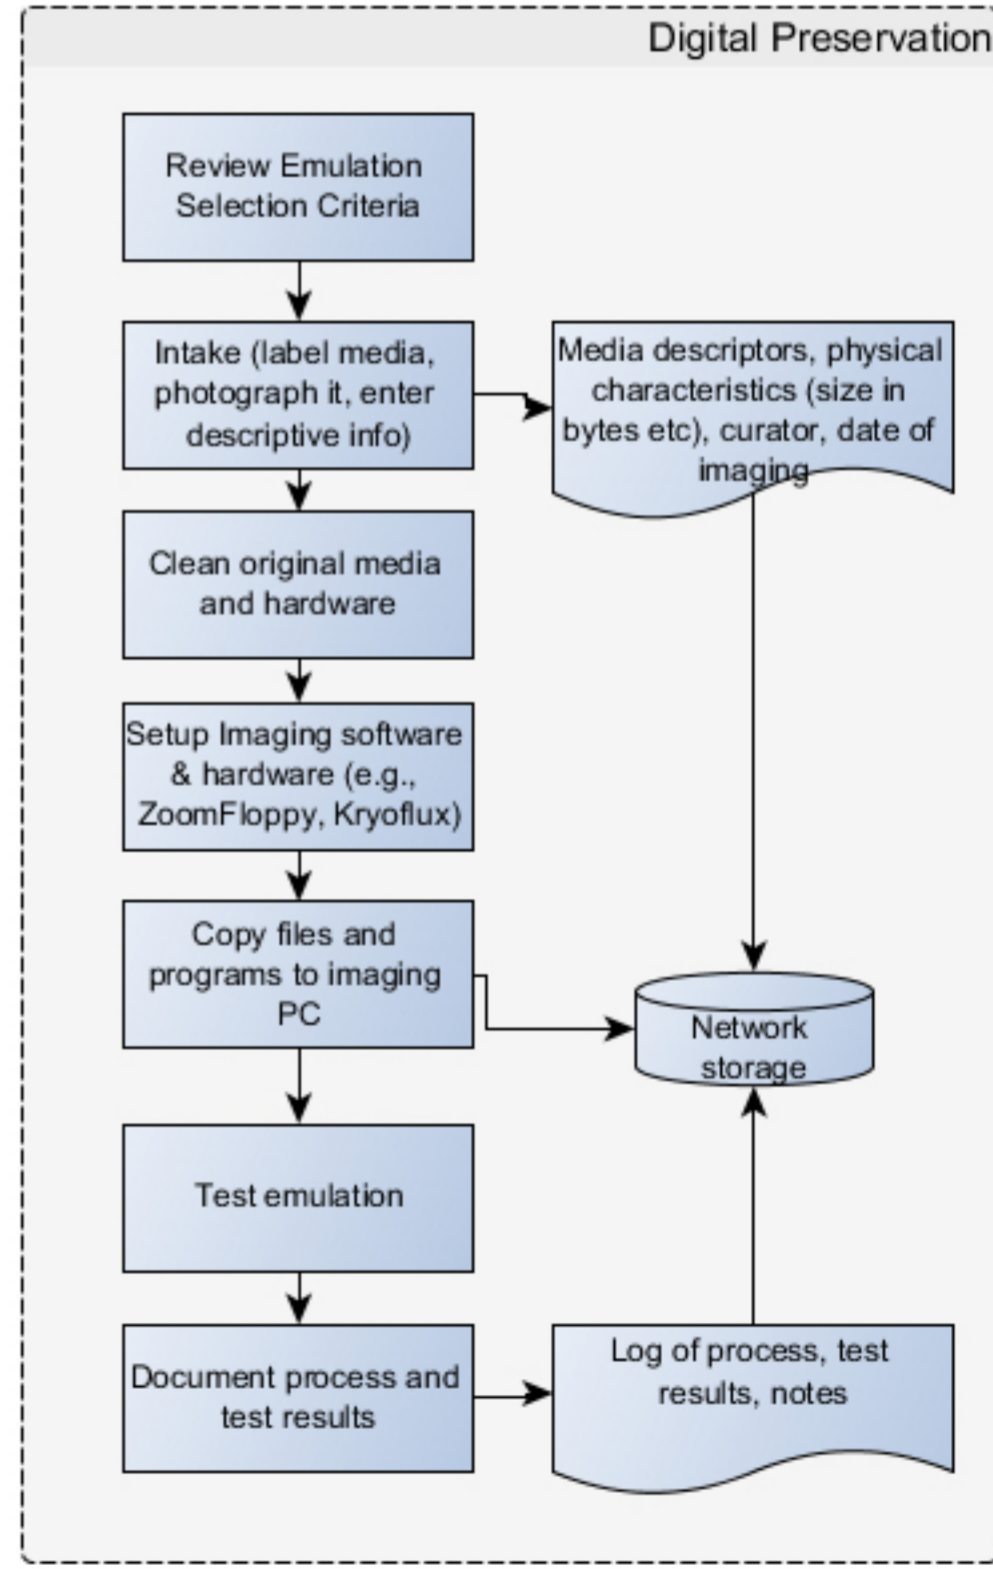 Digital Preservation
Review Emulation
Selection Criteria
Intake (label media,
photograph it, enter
descriptive info)
Media descriptors, physical
characteristics (size in
bytes etc), curator, date of
imaging
Clean original media
and hardware
Setup Imaging software
& hardware (e.g.,
ZoomFloppy, Kryoflux)
Copy files and
programs to imaging
PC
Network
storage
Test emulation
Document process and
test results
Log of process, test
results, notes